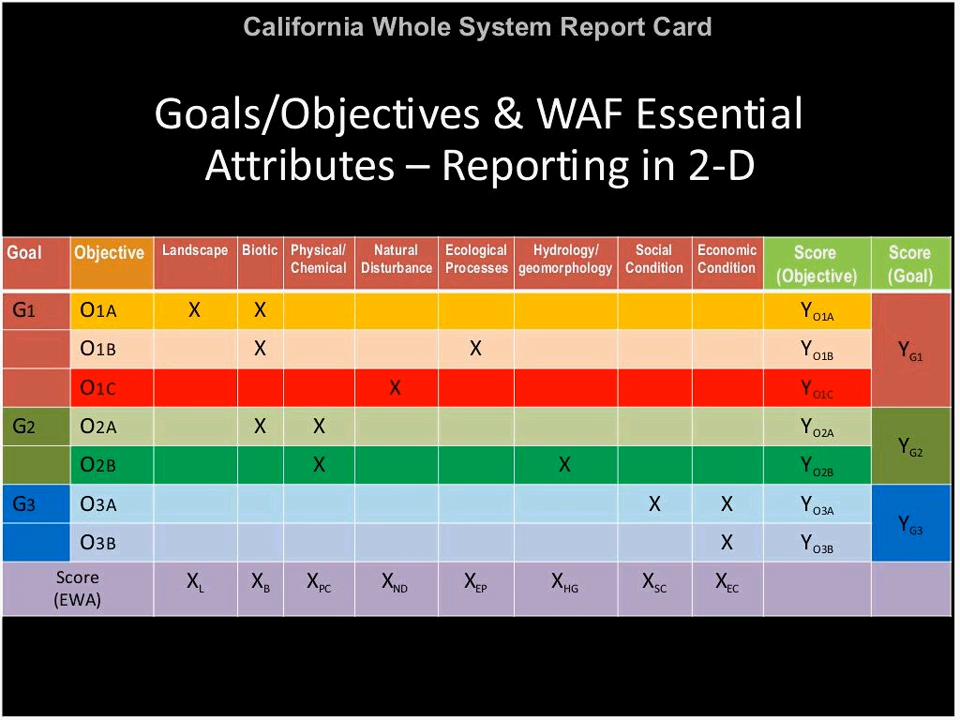 California Whole System Report Card
Goals/Objectives & WAF Essential
Attributes – Reporting in 2-D
Goal Objective Landscape Biotic Physical/ Chemical Natural Disturbance Ecological Processes Hydrology/ geomorphology Social Condition Economic Condition Score (Objective) Score (Goal)
G1 O1A X X YO1A
O1B X X YO1B YG1
O1C X YO1C
G2 O2A X X YO2A YG2
O2B X X YO2B
G3 O3A X X YO3A YG3
O3B X YO3B
Score (EWA) XL XB XPC XND XEP XHG XSC XEC